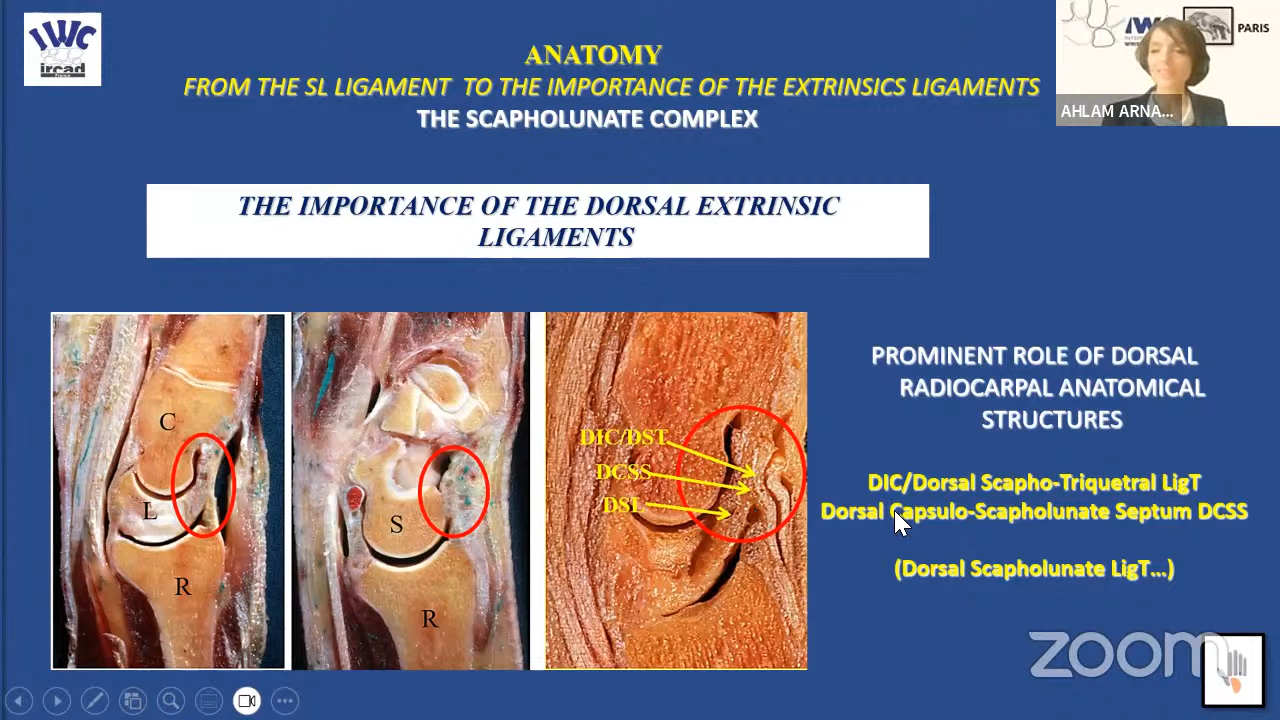 IWC
ircad
France
ANATOMY
FROM THE SL LIGAMENT TO THE IMPORTANCE OF THE EXTRINSICS LIGAMENTS
THE SCAPHOLUNATE COMPLEX
IW
PARIS
AHLAM ARNA...
THE IMPORTANCE OF THE DORSAL EXTRINSIC
LIGAMENTS
C
L
R
S
R
DIC/DST
DCSS
DSL
PROMINENT ROLE OF DORSAL
RADIOCARPAL ANATOMICAL
STRUCTURES
DIC/Dorsal Scapho-Triquetral LigT
Dorsal Capsulo-Scapholunate Septum DCSS
(Dorsal Scapholunate LigT...)
zoom